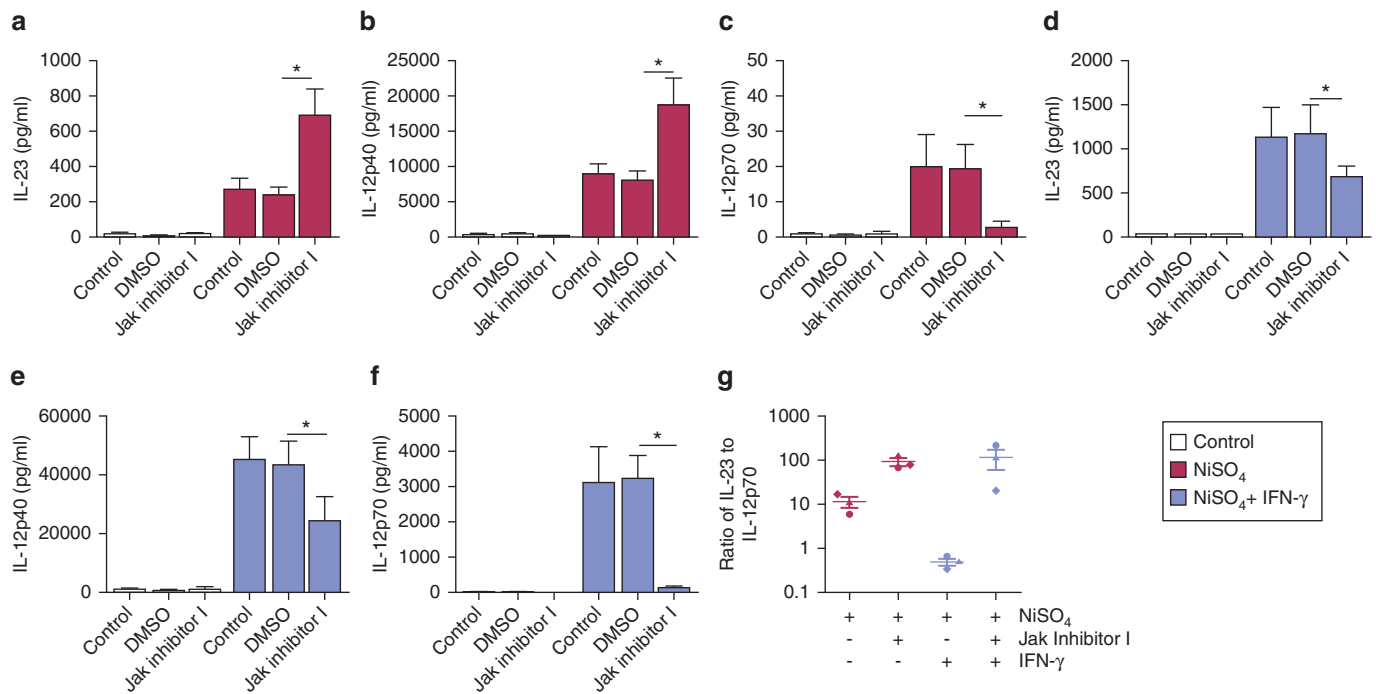 a
IL-23 (pg/ml)
1000
800
600
400
200
0
*
Control
DMSO
Jak inhibitor I
Control
DMSO
Jak inhibitor I
b
IL-12p40 (pg/ml)
25000
20000
15000
10000
5000
0
*
Control
DMSO
Jak inhibitor I
Control
DMSO
Jak inhibitor I
c
IL-12p70 (pg/ml)
50
40
30
20
10
0
*
Control
DMSO
Jak inhibitor I
Control
DMSO
Jak inhibitor I
d
IL-23 (pg/ml)
2000
1500
1000
500
0
*
Control
DMSO
Jak inhibitor I
Control
DMSO
Jak inhibitor I
e
IL-12p40 (pg/ml)
60000
40000
20000
0
*
Control
DMSO
Jak inhibitor I
Control
DMSO
Jak inhibitor I
f
IL-12p70 (pg/ml)
5000
4000
3000
2000
1000
0
*
Control
DMSO
Jak inhibitor I
Control
DMSO
Jak inhibitor I
g
Ratio of IL-23 to
IL-12p70
1000
100
10
1
0.1
+ + + + NiSO₄
- + - + Jak Inhibitor I
- - + + IFN-γ
Control
NiSO₄
NiSO₄+ IFN-γ